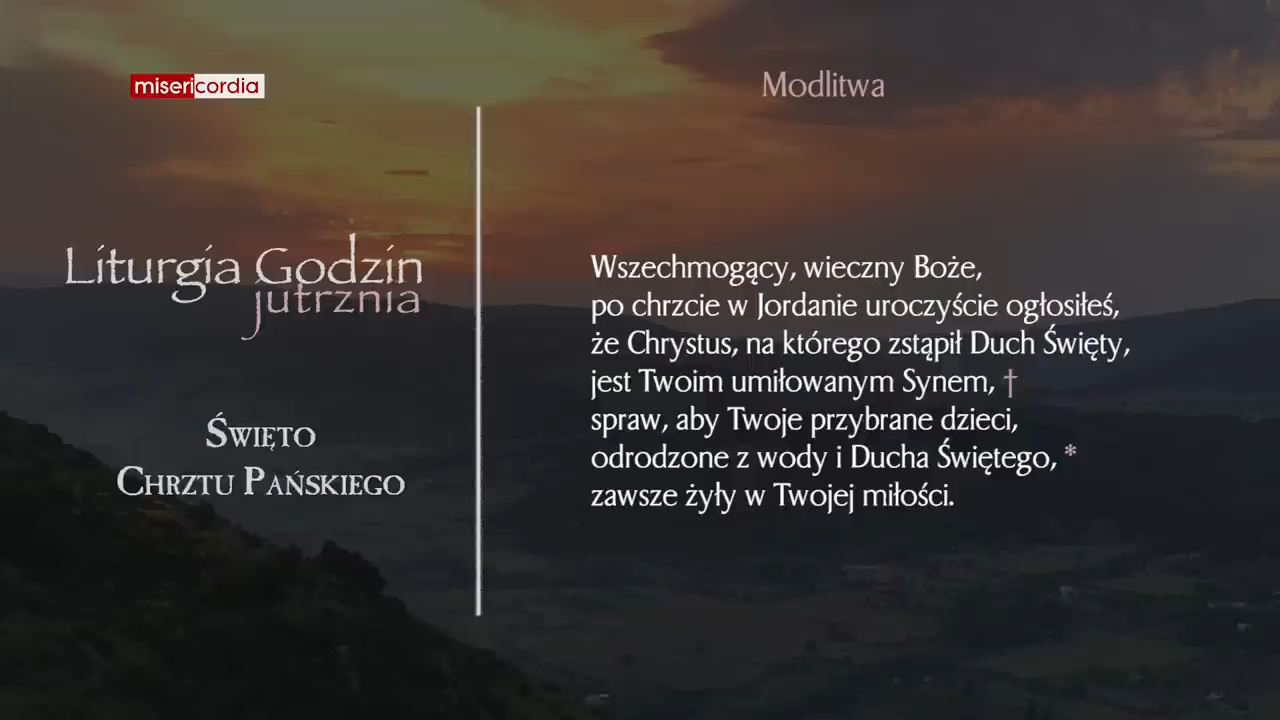 misericordia
Liturgia Godzin
jutrznia
Święto
Chrztu Pańskiego
Modlitwa
Wszechmogący, wieczny Boże,
po chrzcie w Jordanie uroczyście ogłosiłeś,
że Chrystus, na którego zstąpił Duch Święty,
jest Twoim umiłowanym Synem, †
spraw, aby Twoje przybrane dzieci,
odrodzone z wody i Ducha Świętego, *
zawsze żyły w Twojej miłości.